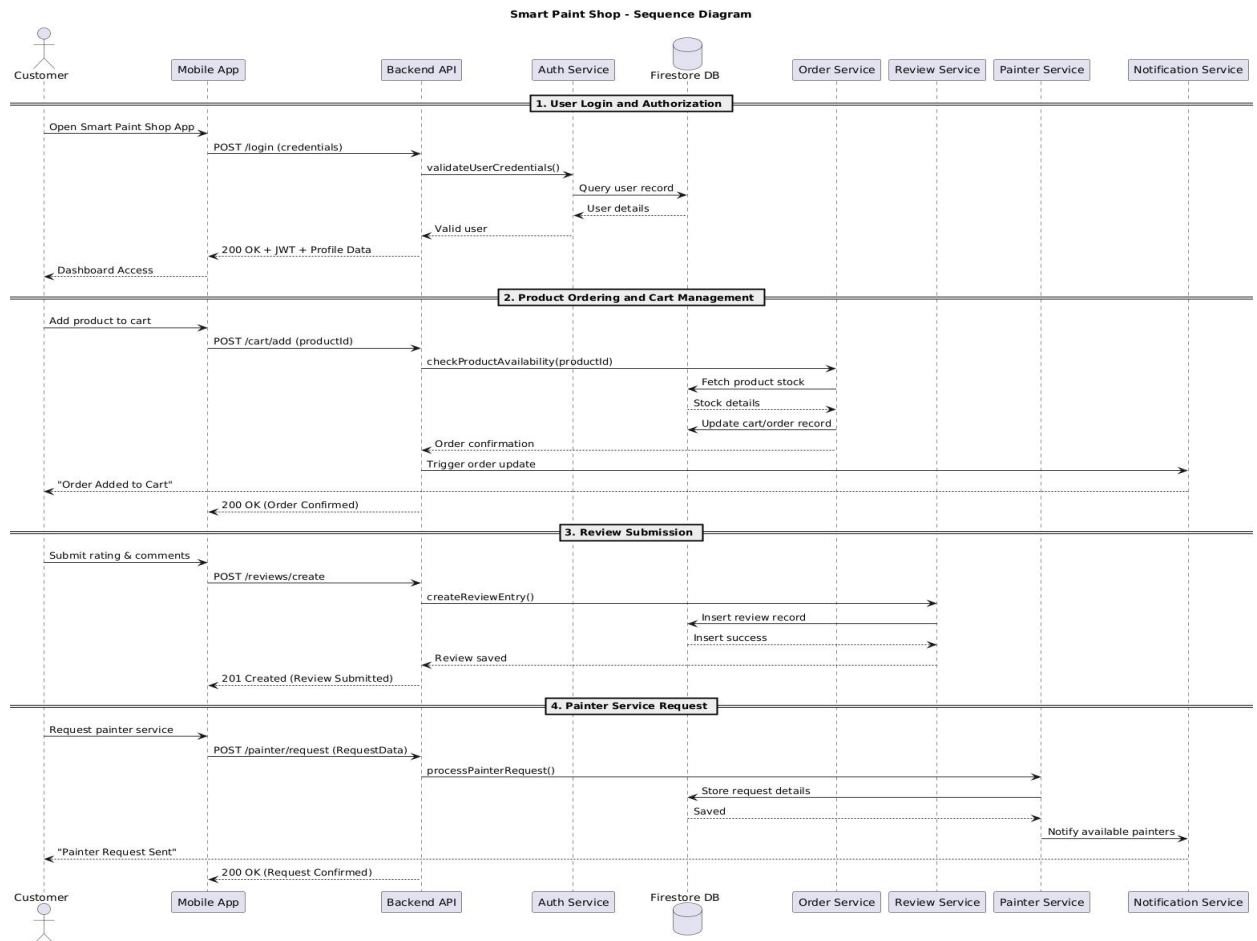 Smart Paint Shop - Sequence Diagram
Customer
Mobile App
Backend API
Auth Service
Firestore DB
Order Service
Review Service
Painter Service
Notification Service
1. User Login and Authorization
Open Smart Paint Shop App
POST /login (credentials)
validateUserCredentials()
Query user record
User details
Valid user
200 OK + JWT + Profile Data
Dashboard Access
2. Product Ordering and Cart Management
Add product to cart
POST /cart/add (productId)
checkProductAvailability(productId)
Fetch product stock
Stock details
Update cart/order record
Order confirmation
Trigger order update
"Order Added to Cart"
200 OK (Order Confirmed)
3. Review Submission
Submit rating & comments
POST /reviews/create
createReviewEntry()
Insert review record
Insert success
Review saved
201 Created (Review Submitted)
4. Painter Service Request
Request painter service
POST /painter/request (RequestData)
processPainterRequest()
Store request details
Saved
Notify available painters
"Painter Request Sent"
200 OK (Request Confirmed)
Customer
Mobile App
Backend API
Auth Service
Firestore DB
Order Service
Review Service
Painter Service
Notification Service